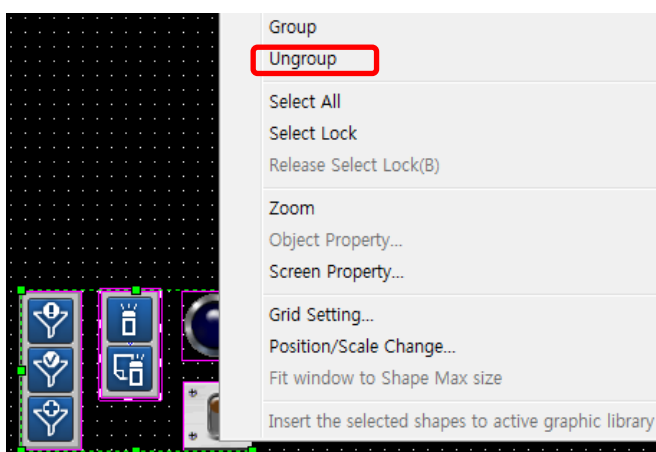 Group
Ungroup
Select All
Select Lock
Release Select Lock(B)
Zoom
Object Property...
Screen Property...
Grid Setting...
Position/Scale Change...
Fit window to Shape Max size
Insert the selected shapes to active graphic library